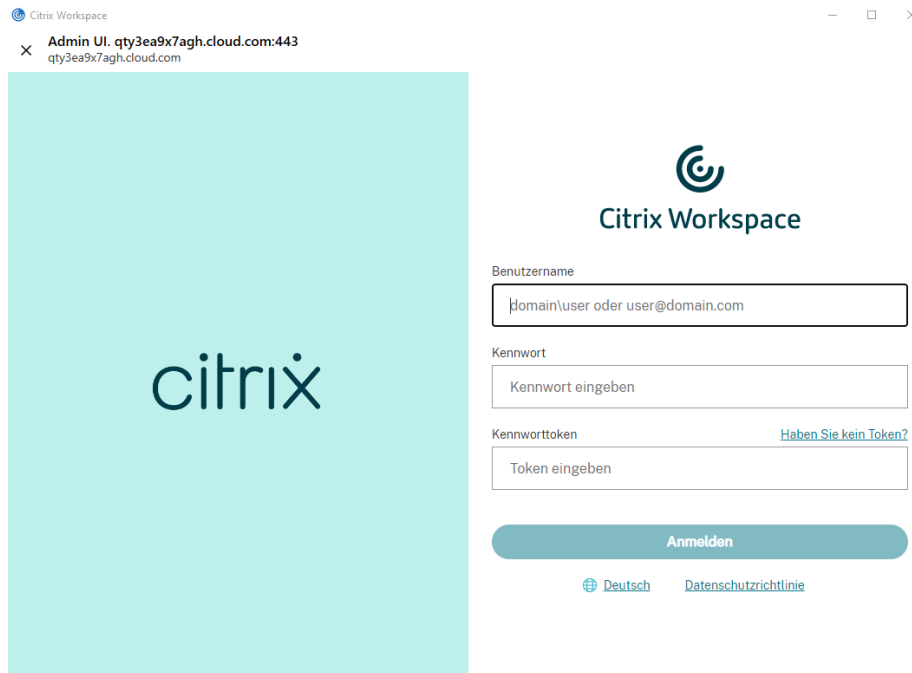 Citrix Workspace
Admin UI. qty3ea9x7agh.cloud.com:443
qty3ea9x7agh.cloud.com
citrix
Citrix Workspace
Benutzername
domain\user oder user@domain.com
Kennwort
Kennwort eingeben
Kennworttoken Haben Sie kein Token?
Token eingeben
Anmelden
Deutsch Datenschutzrichtlinie